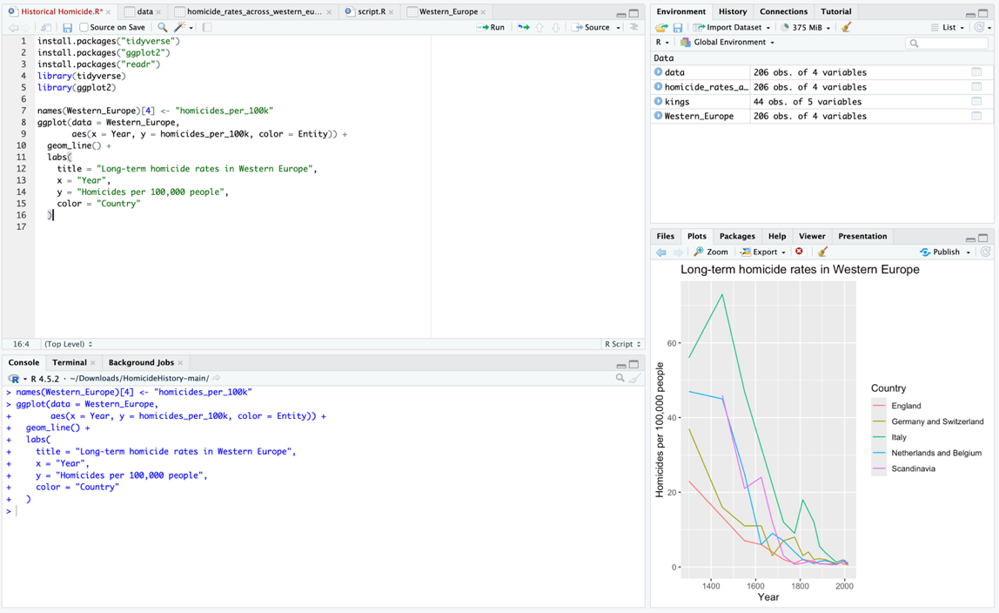 Historical Homicide.R*
data
homicide_rates_across_western_eu...
script.R
Western_Europe
Source on Save
Run
Source
1 install.packages("tidyverse")
2 install.packages("ggplot2")
3 install.packages("readr")
4 library(tidyverse)
5 library(ggplot2)
6
7 names(Western_Europe)[4] <- "homicides_per_100k"
8 ggplot(data = Western_Europe,
9 aes(x = Year, y = homicides_per_100k, color = Entity)) +
10 geom_line() +
11 labs(
12 title = "Long-term homicide rates in Western Europe",
13 x = "Year",
14 y = "Homicides per 100,000 people",
15 color = "Country"
16 )
17
16:4 (Top Level) R Script
Console Terminal Background Jobs
R 4.5.2 · ~/Downloads/HomicideHistory-main/
> names(Western_Europe)[4] <- "homicides_per_100k"
> ggplot(data = Western_Europe,
+ aes(x = Year, y = homicides_per_100k, color = Entity)) +
+ geom_line() +
+ labs(
+ title = "Long-term homicide rates in Western Europe",
+ x = "Year",
+ y = "Homicides per 100,000 people",
+ color = "Country"
+ )
>
Environment History Connections Tutorial
Import Dataset 375 MiB List
R Global Environment
Data
data 206 obs. of 4 variables
homicide_rates_a... 206 obs. of 4 variables
kings 44 obs. of 5 variables
Western_Europe 206 obs. of 4 variables
Files Plots Packages Help Viewer Presentation
Zoom Export Publish
Long-term homicide rates in Western Europe
Homicides per 100,000 people
60
40
20
0
1400 1600 1800 2000
Year
Country
England
Germany and Switzerland
Italy
Netherlands and Belgium
Scandinavia